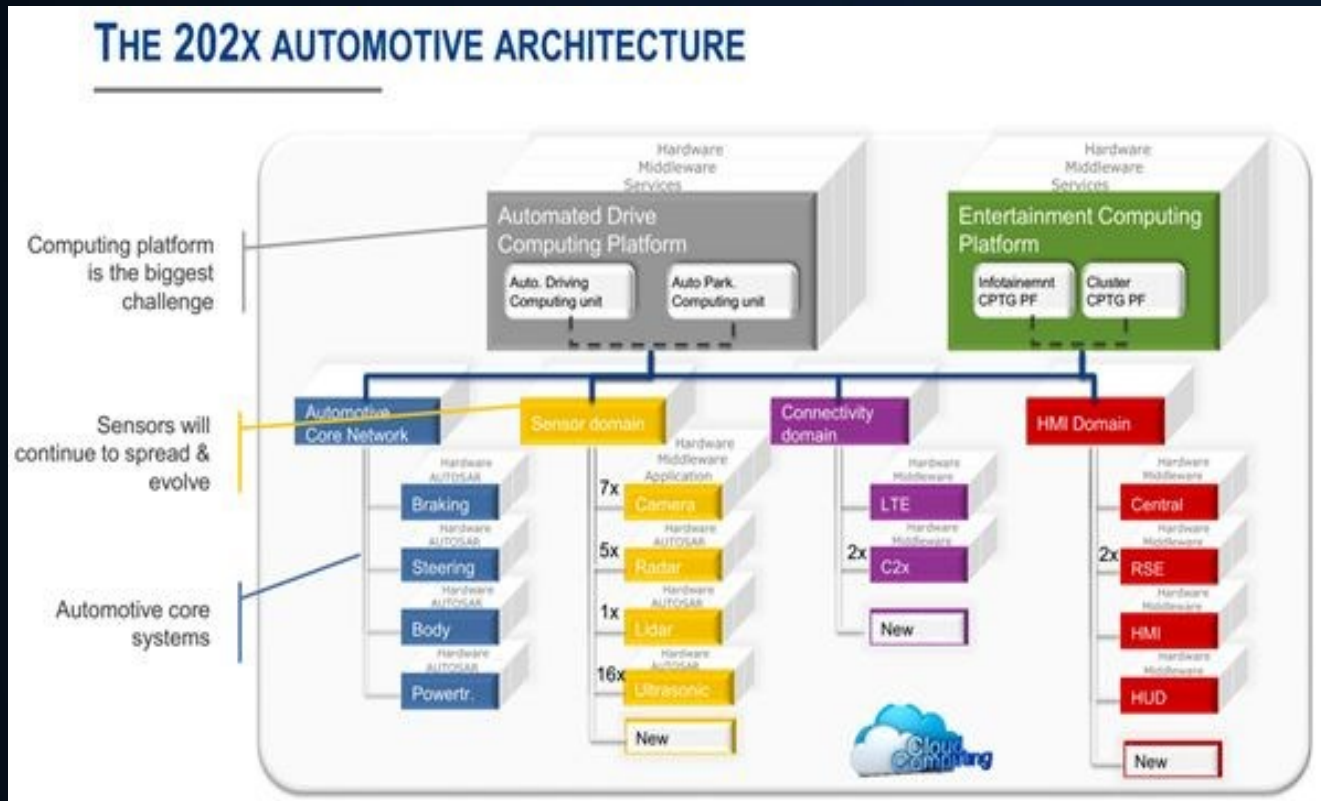 THE 202X AUTOMOTIVE ARCHITECTURE
Hardware
Middleware
Services
Automated Drive
Computing Platform
Auto. Driving
Computing unit
Auto Park.
Computing unit
Hardware
Middleware
Services
Entertainment Computing
Platform
Infotainemnt
CPTG PF
Cluster
CPTG PF
Computing platform
is the biggest
challenge
Sensors will
continue to spread &
evolve
Automotive core
systems
Automotive
Core Network
Hardware
AUTOSAR
Braking
Hardware
AUTOSAR
Steering
Hardware
AUTOSAR
Body
Hardware
AUTOSAR
Powertr.
Sensor domain
Hardware
Middleware
Application
7x
Camera
Hardware
AUTOSAR
5x
Radar
Hardware
AUTOSAR
1x
Lidar
Hardware
AUTOSAR
16x
Ultrasonic
New
Connectivity
domain
Hardware
Middleware
LTE
Hardware
Middleware
2x
C2x
New
HMI Domain
Hardware
Middleware
Central
Hardware
Middleware
2x
RSE
Hardware
Middleware
HMI
Hardware
Middleware
HUD
New
Cloud
Computing